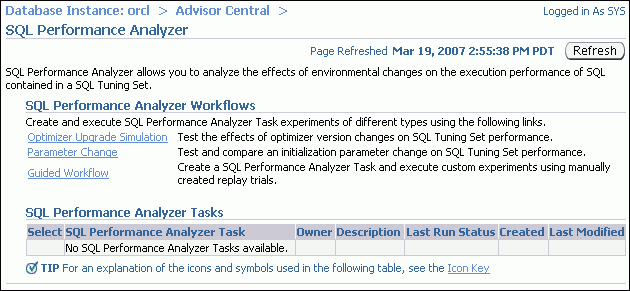 Database Instance: orcl > Advisor Central > Logged in As SYS
SQL Performance Analyzer
Page Refreshed Mar 19, 2007 2:55:38 PM PDT Refresh
SQL Performance Analyzer allows you to analyze the effects of environmental changes on the execution performance of SQL
contained in a SQL Tuning Set.
SQL Performance Analyzer Workflows
Create and execute SQL Performance Analyzer Task experiments of different types using the following links.
Optimizer Upgrade Simulation Test the effects of optimizer version changes on SQL Tuning Set performance.
Parameter Change Test and compare an initialization parameter change on SQL Tuning Set performance.
Guided Workflow Create a SQL Performance Analyzer Task and execute custom experiments using manually
created replay trials.
SQL Performance Analyzer Tasks
Select SQL Performance Analyzer Task Owner Description Last Run Status Created Last Modified
No SQL Performance Analyzer Tasks available.
TIP For an explanation of the icons and symbols used in the following table, see the Icon Key